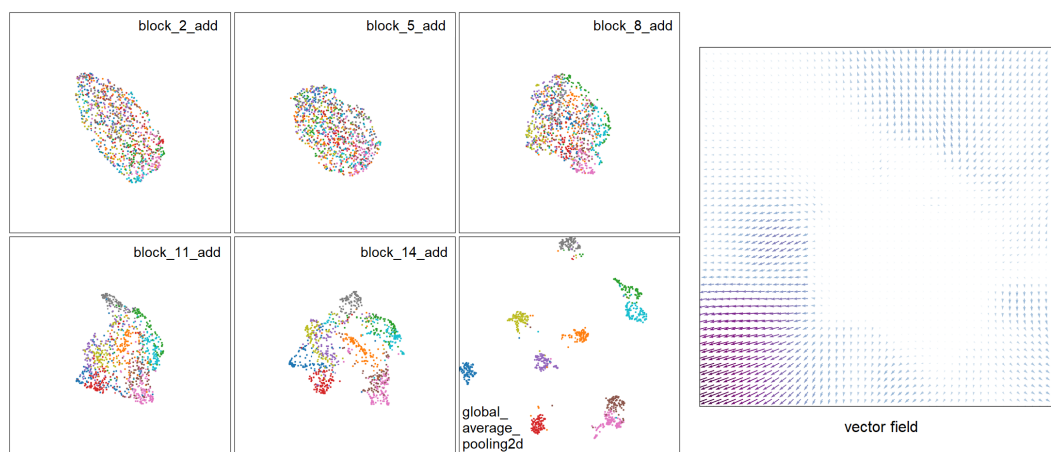 block_2_add
block_5_add
block_8_add
block_11_add
block_14_add
global_
average_
pooling2d
vector field